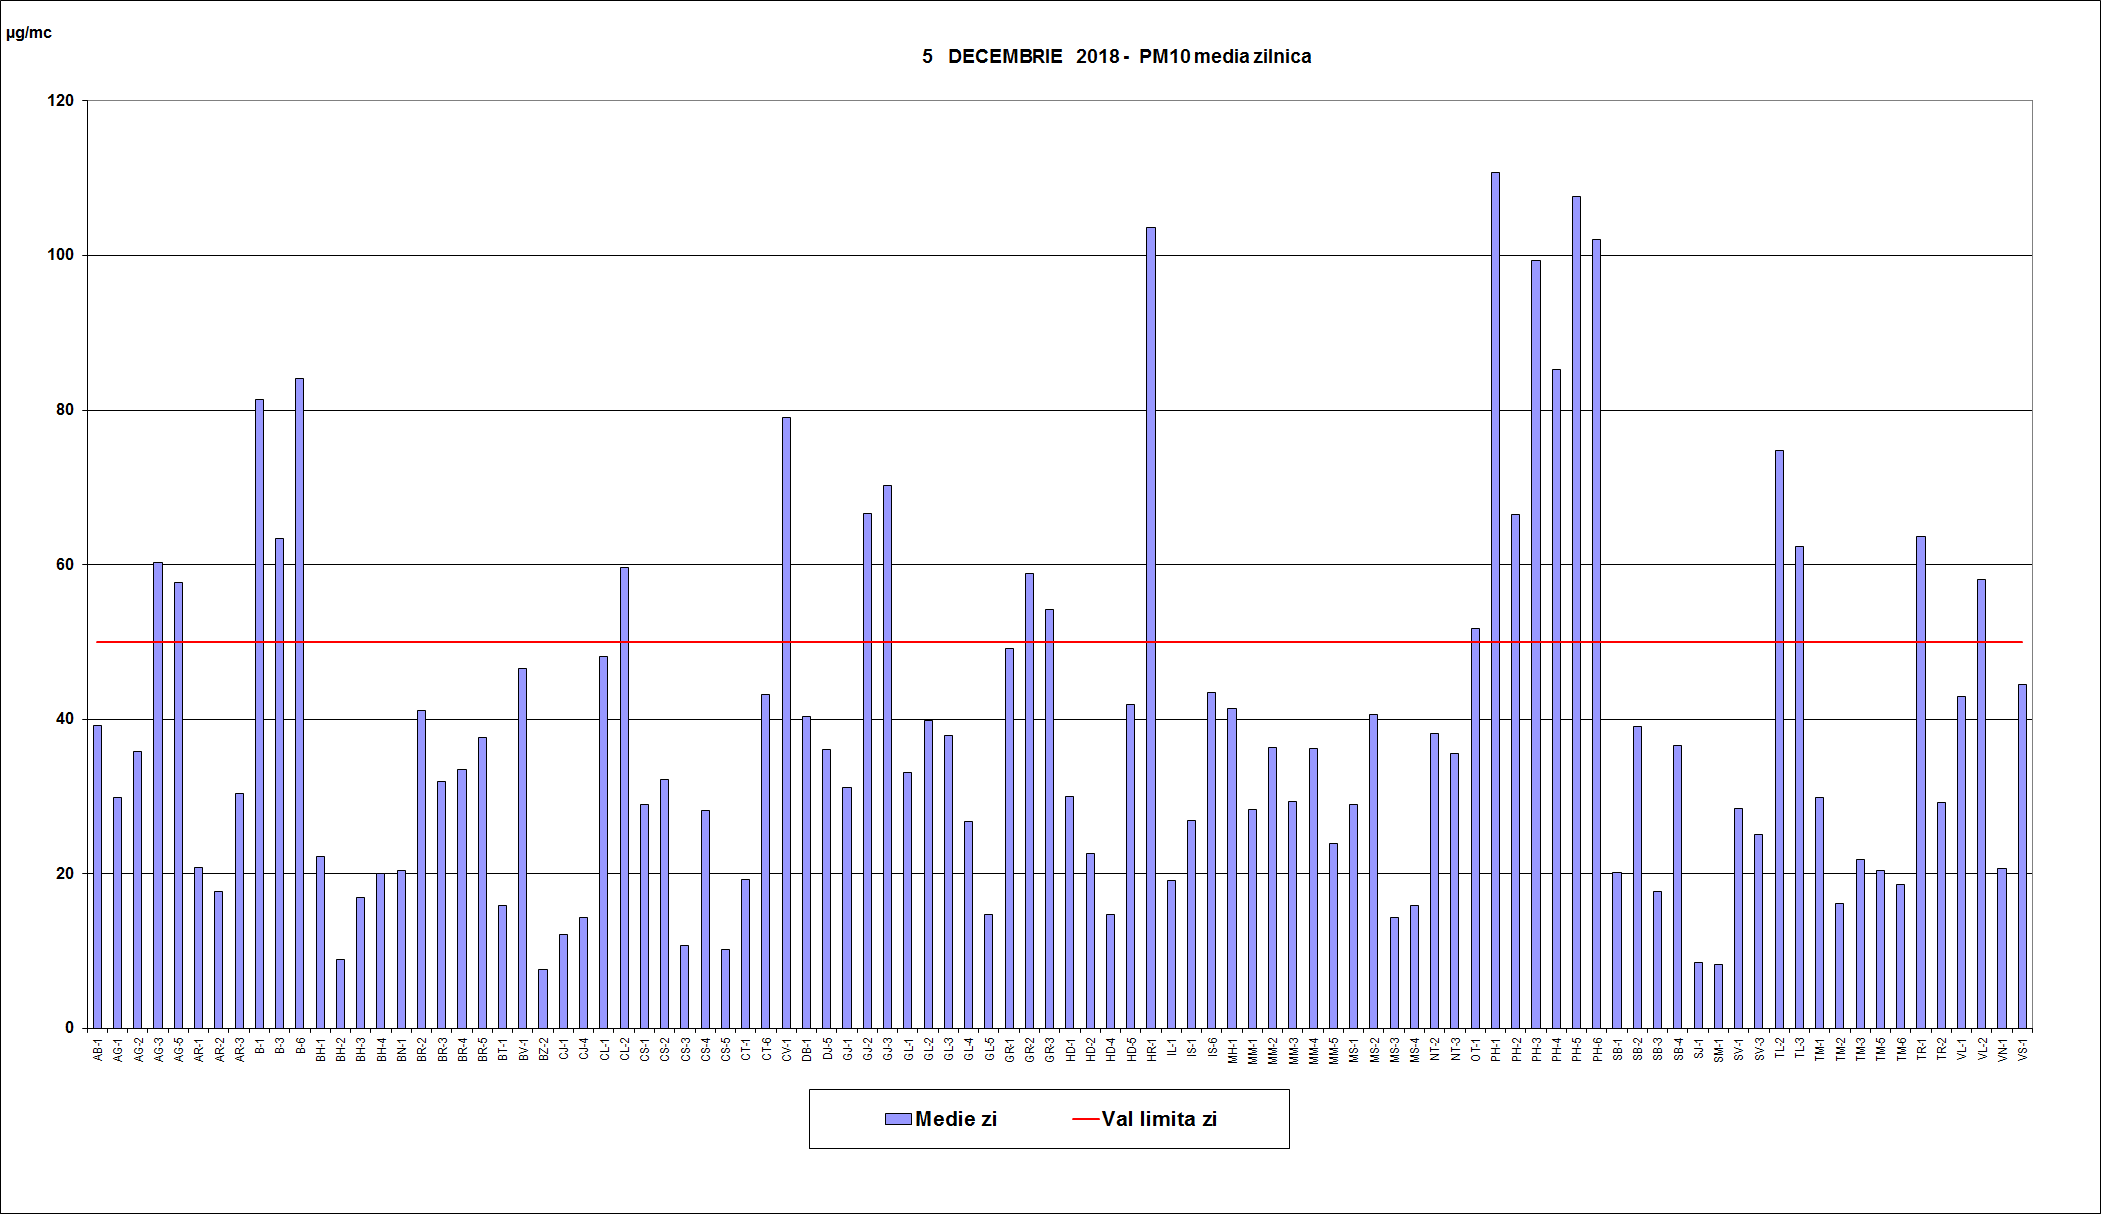 µg/mc
5 DECEMBRIE 2018 - PM10 media zilnica
120
100
80
60
40
20
0
AB-1 AG-1 AG-2 AG-3 AG-5 AR-1 AR-2 AR-3 B-1 B-3 B-6 BH-1 BH-2 BH-3 BH-4 BN-1 BR-2 BR-3 BR-4 BR-5 BT-1 BV-1 BZ-2 CJ-1 CJ-4 CL-1 CL-2 CS-1 CS-2 CS-3 CS-4 CS-5 CT-1 CT-6 CV-1 DB-1 DJ-5 GJ-1 GJ-2 GJ-3 GL-1 GL-2 GL-3 GL-4 GL-5 GR-1 GR-2 GR-3 HD-1 HD-2 HD-4 HD-5 HR-1 IL-1 IS-1 IS-6 MH-1 MM-1 MM-2 MM-3 MM-4 MM-5 MS-1 MS-2 MS-3 MS-4 NT-2 NT-3 OT-1 PH-1 PH-2 PH-3 PH-4 PH-5 PH-6 SB-1 SB-2 SB-3 SB-4 SJ-1 SM-1 SV-1 SV-3 TL-2 TL-3 TM-1 TM-2 TM-3 TM-5 TM-6 TR-1 TR-2 VL-1 VL-2 VN-1 VS-1
Medie zi Val limita zi